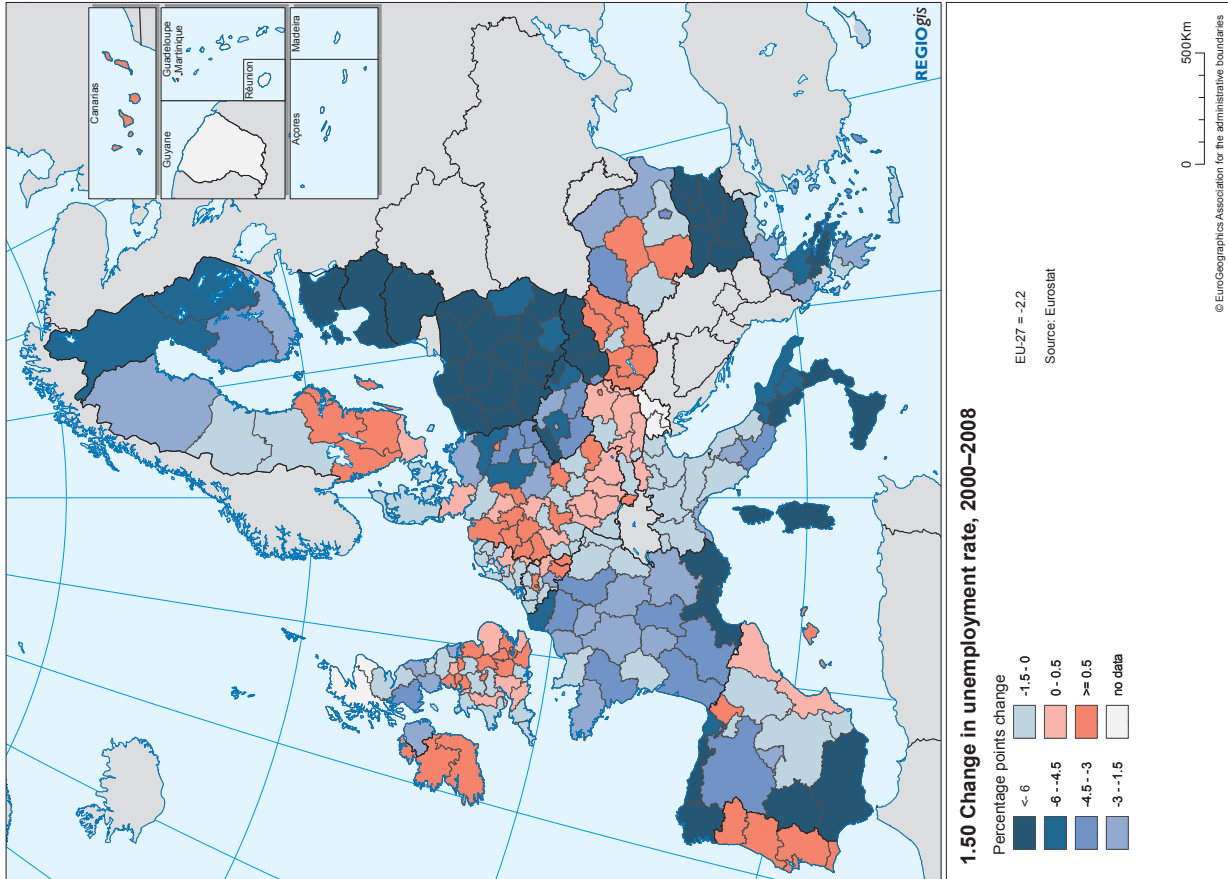 Canarias
Guyane
Guadeloupe
Martinique
Réunion
Açores
Madeira
REGIOgis
1.50 Change in unemployment rate, 2000–2008
Percentage points change
<- 6
-6 - -4.5
-4.5 - -3
-3 - -1.5
-1.5 - 0
0 - 0.5
>= 0.5
no data
EU-27 = -2.2
Source: Eurostat
0
500Km
© EuroGeographics Association for the administrative boundaries